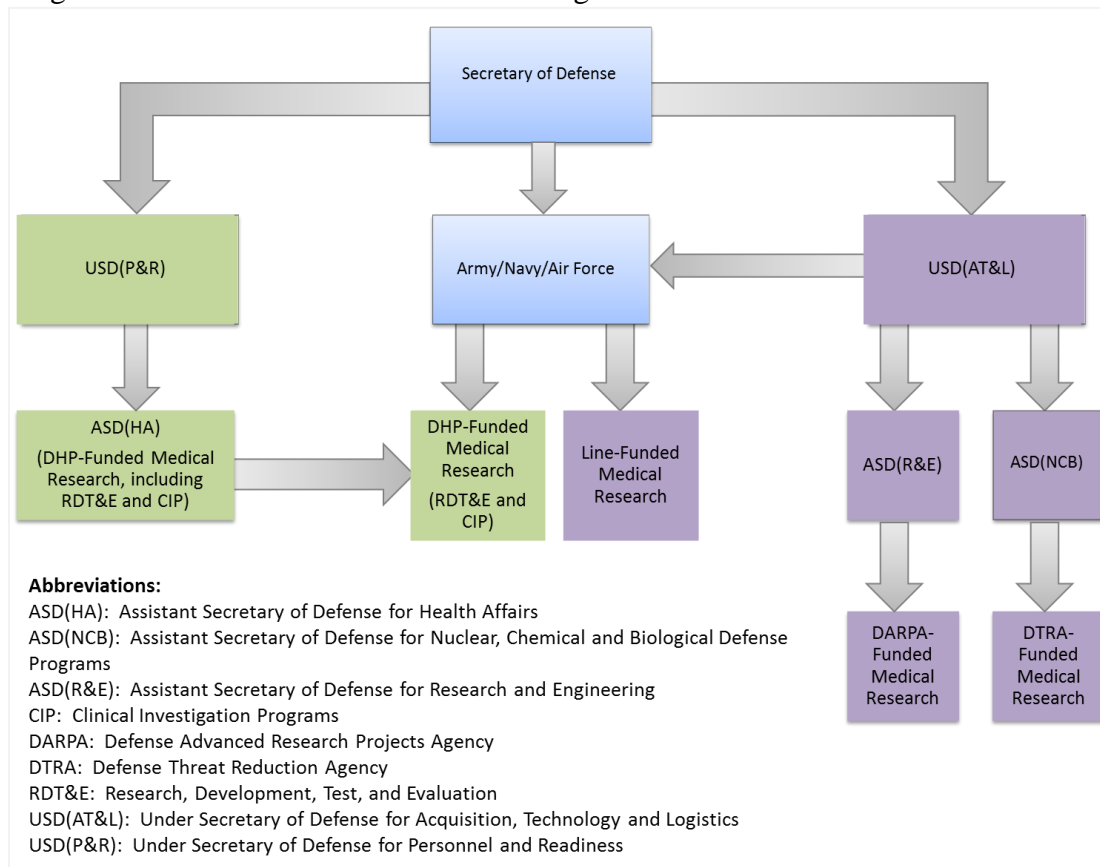 Secretary of Defense
USD(P&R)
Army/Navy/Air Force
USD(AT&L)
ASD(HA)
(DHP-Funded Medical
Research, including
RDT&E and CIP)
DHP-Funded
Medical
Research
(RDT&E and
CIP)
Line-Funded
Medical
Research
ASD(R&E)
ASD(NCB)
DARPA-
Funded
Medical
Research
DTRA-
Funded
Medical
Research
Abbreviations:
ASD(HA): Assistant Secretary of Defense for Health Affairs
ASD(NCB): Assistant Secretary of Defense for Nuclear, Chemical and Biological Defense
Programs
ASD(R&E): Assistant Secretary of Defense for Research and Engineering
CIP: Clinical Investigation Programs
DARPA: Defense Advanced Research Projects Agency
DTRA: Defense Threat Reduction Agency
RDT&E: Research, Development, Test, and Evaluation
USD(AT&L): Under Secretary of Defense for Acquisition, Technology and Logistics
USD(P&R): Under Secretary of Defense for Personnel and Readiness